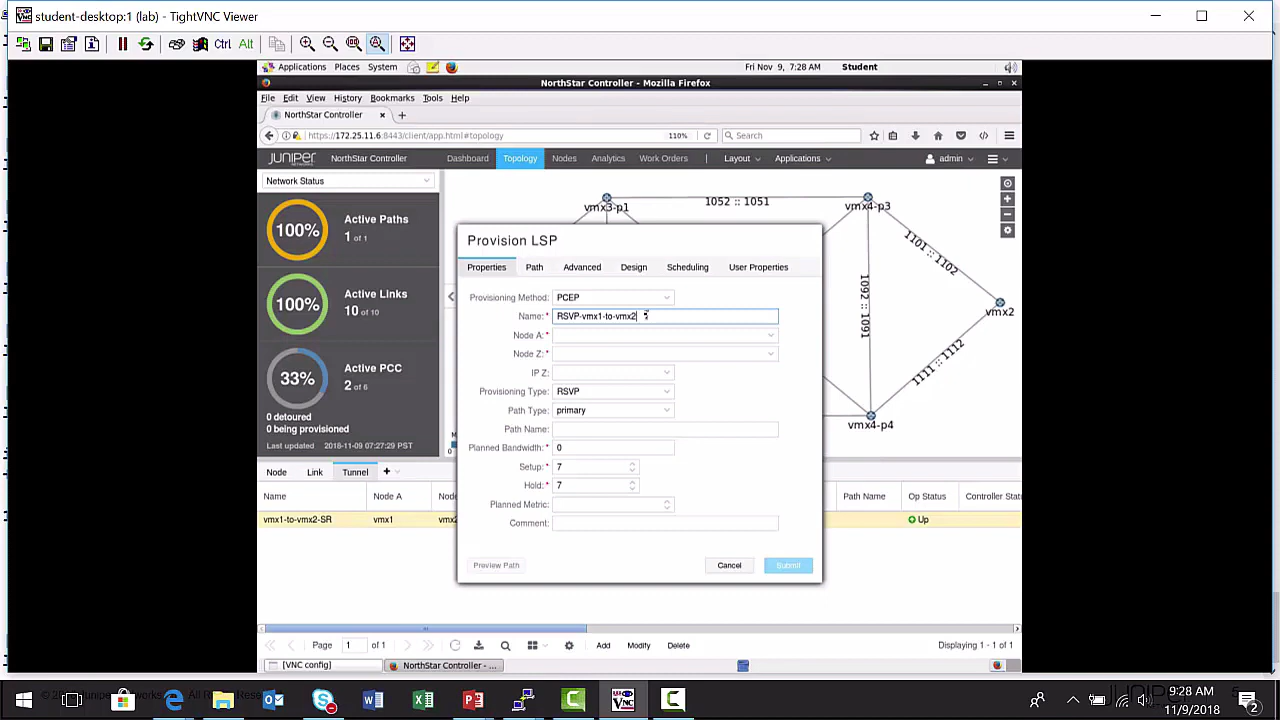 student-desktop:1 (lab) - TightVNC Viewer
Ctrl Alt
Applications Places System Fri Nov 9, 7:28 AM Student
NorthStar Controller - Mozilla Firefox
File Edit View History Bookmarks Tools Help
NorthStar Controller
https://172.25.11.6:8443/client/app.html#topology 110% Search
JUNIPER NETWORKS NorthStar Controller Dashboard Topology Nodes Analytics Work Orders Layout Applications admin
Network Status
100% Active Paths
1 of 1
100% Active Links
10 of 10
33% Active PCC
2 of 6
0 detoured
0 being provisioned
Last updated 2018-11-09 07:27:29 PST
vmx3-p1
1052 :: 1051
vmx4-p3
1101 :: 1102
1092 :: 1091
vmx2
1111 :: 1112
vmx4-p4
Provision LSP
Properties Path Advanced Design Scheduling User Properties
Provisioning Method: PCEP
Name:* RSVP-vmx1-to-vmx2
Node A:*
Node Z:*
IP Z:
Provisioning Type: RSVP
Path Type: primary
Path Name:
Planned Bandwidth:* 0
Setup:* 7
Hold:* 7
Planned Metric:
Comment:
Preview Path Cancel Submit
Node Link Tunnel
Name Node A Node Path Name Op Status Controller Statu
vmx1-to-vmx2-SR vmx1 vmx2 Up
Page 1 of 1 Add Modify Delete Displaying 1 - 1 of 1
[VNC config] NorthStar Controller - ...
9:28 AM
11/9/2018
2